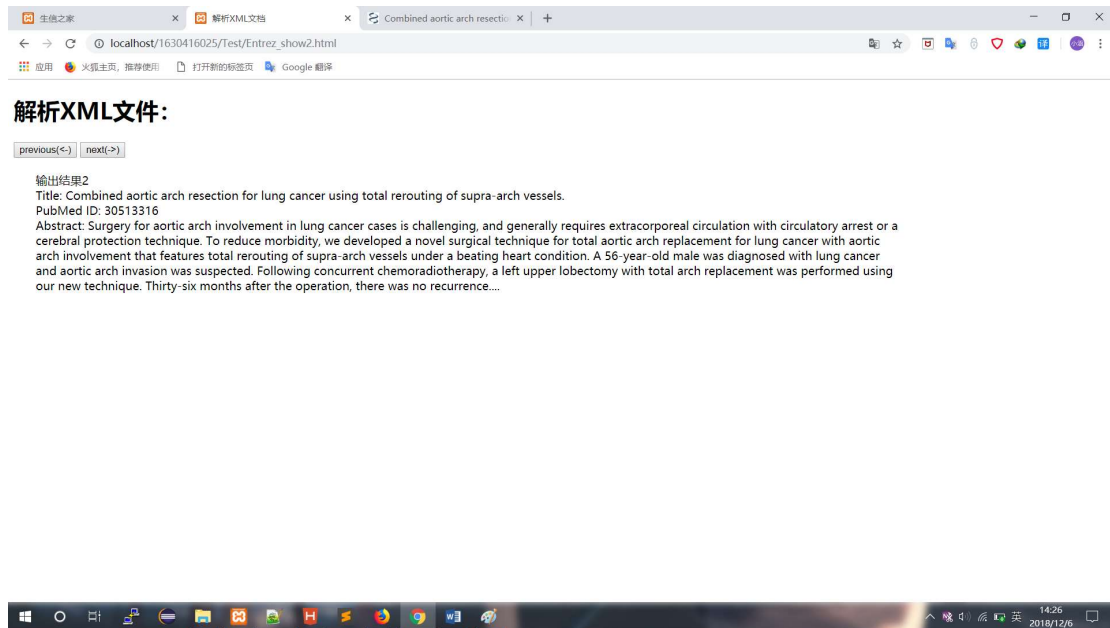 生信之家
解析XML文档
Combined aortic arch resectio
localhost/1630416025/Test/Entrez_show2.html
译
小雨
应用
火狐主页，推荐使用
打开新的标签页
Google 翻译
解析XML文件：
previous(<-) next(->)
输出结果2
Title: Combined aortic arch resection for lung cancer using total rerouting of supra-arch vessels.
PubMed ID: 30513316
Abstract: Surgery for aortic arch involvement in lung cancer cases is challenging, and generally requires extracorporeal circulation with circulatory arrest or a
cerebral protection technique. To reduce morbidity, we developed a novel surgical technique for total aortic arch replacement for lung cancer with aortic
arch involvement that features total rerouting of supra-arch vessels under a beating heart condition. A 56-year-old male was diagnosed with lung cancer
and aortic arch invasion was suspected. Following concurrent chemoradiotherapy, a left upper lobectomy with total arch replacement was performed using
our new technique. Thirty-six months after the operation, there was no recurrence....
英
14:26
2018/12/6